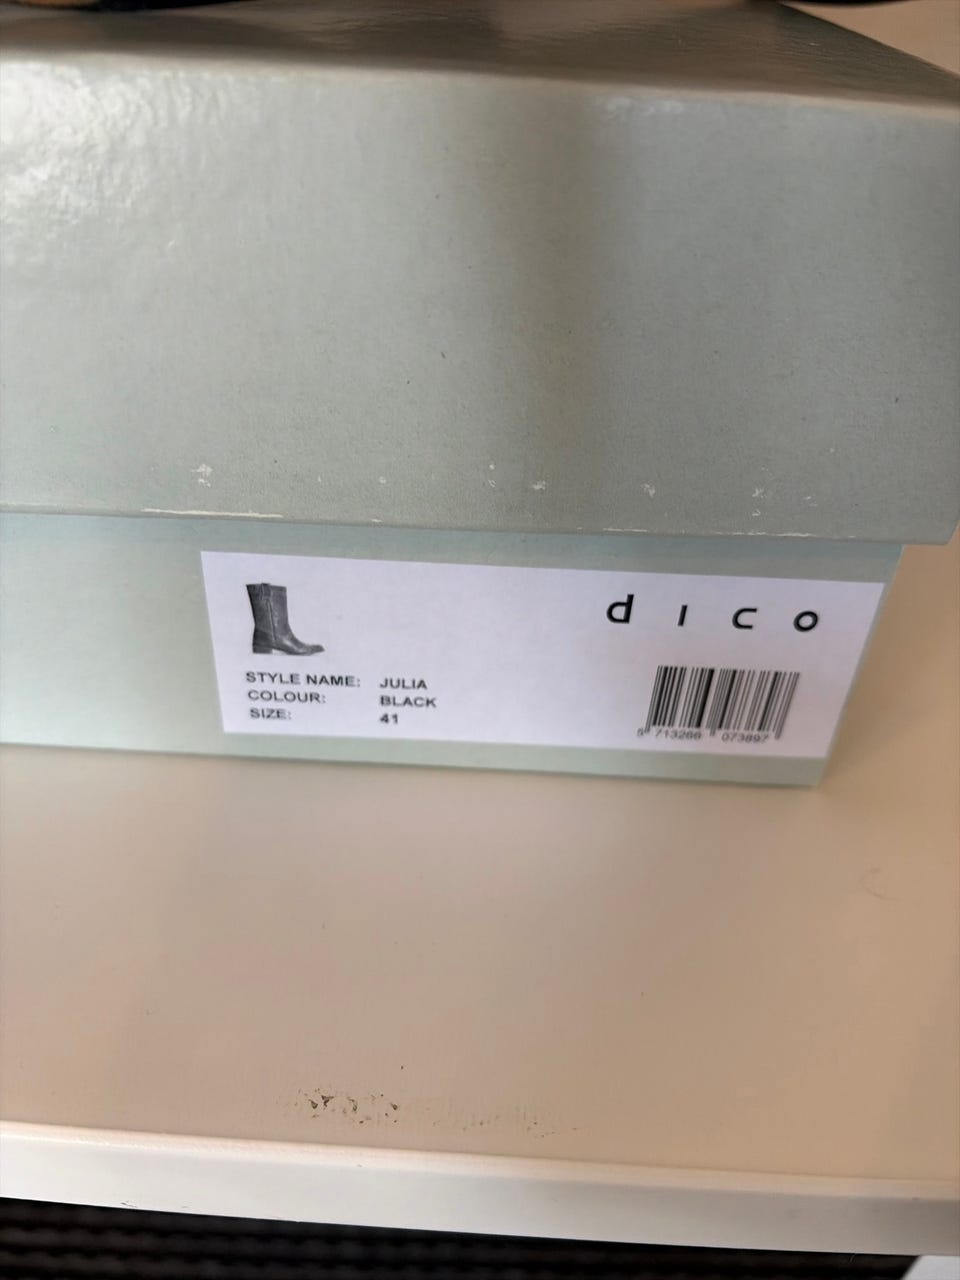 dico
STYLE NAME: JULIA
COLOUR: BLACK
SIZE: 41
5 713266 073897